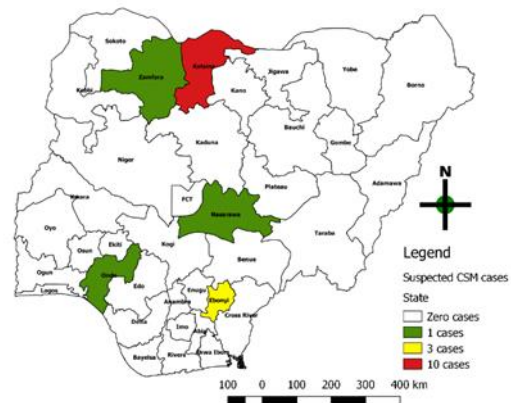 Sokoto
Katsina
Zamfara
Jigawa
Yobe
Borno
Kebbi
Kano
Bauchi
Gombe
Kaduna
Niger
Adamawa
Plateau
FCT
Nasarawa
Kwara
Oyo
Taraba
Kogi
Ekiti
Osun
Benue
Ogun
Ondo
Edo
Enugu
Ebonyi
Lagos
Anambra
Cross River
Delta
Imo
Abia
Bayelsa
Rivers
Akwa Ibom
N
Legend
Suspected CSM cases
State
Zero cases
1 cases
3 cases
10 cases
100 0 100 200 300 400 km